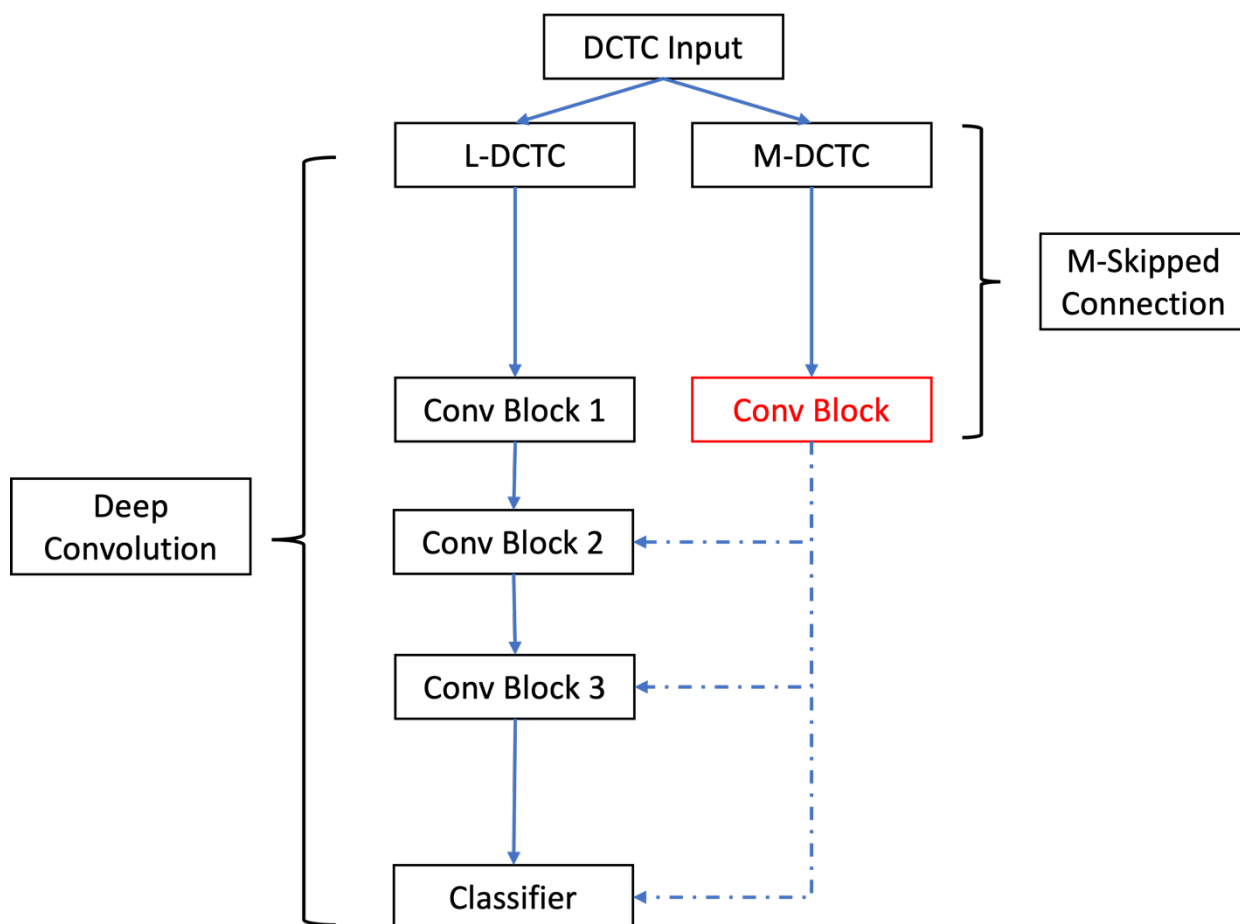 DCTC Input
L-DCTC
M-DCTC
M-Skipped
Connection
Conv Block 1
Conv Block
Deep
Convolution
Conv Block 2
Conv Block 3
Classifier